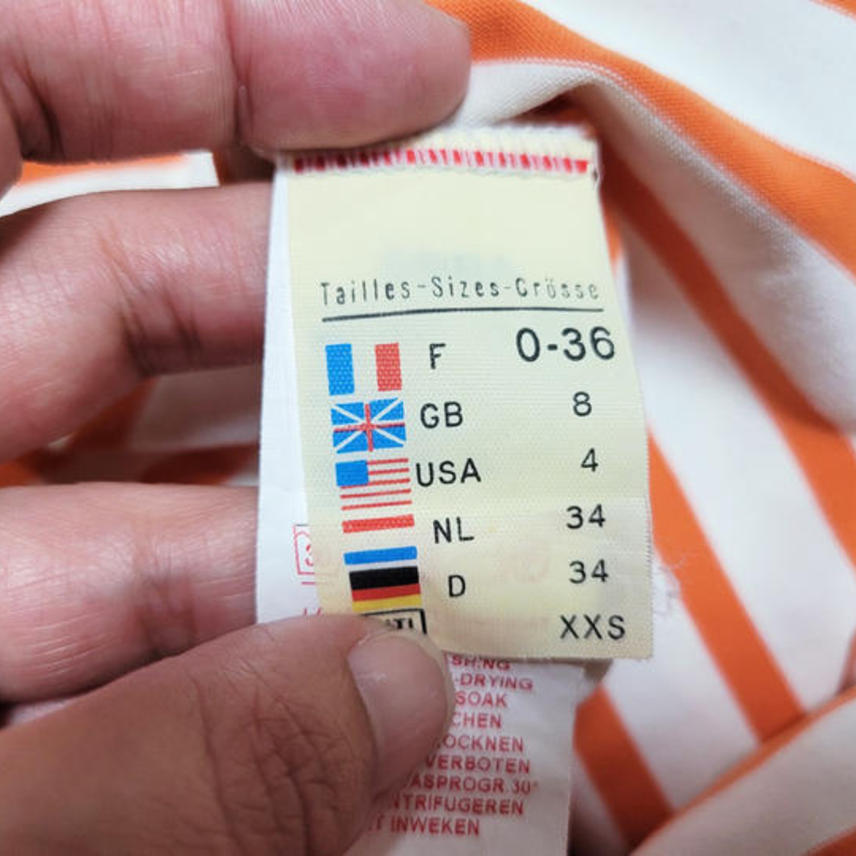 Tailles-Sizes-Grösse
F 0-36
GB 8
USA 4
NL 34
D 34
XXS
-DRYING
SOAK
CHEN
OCKNEN
VERBOTEN
ASPROGR.30°
NTRIFUGEREN
T INWEKEN